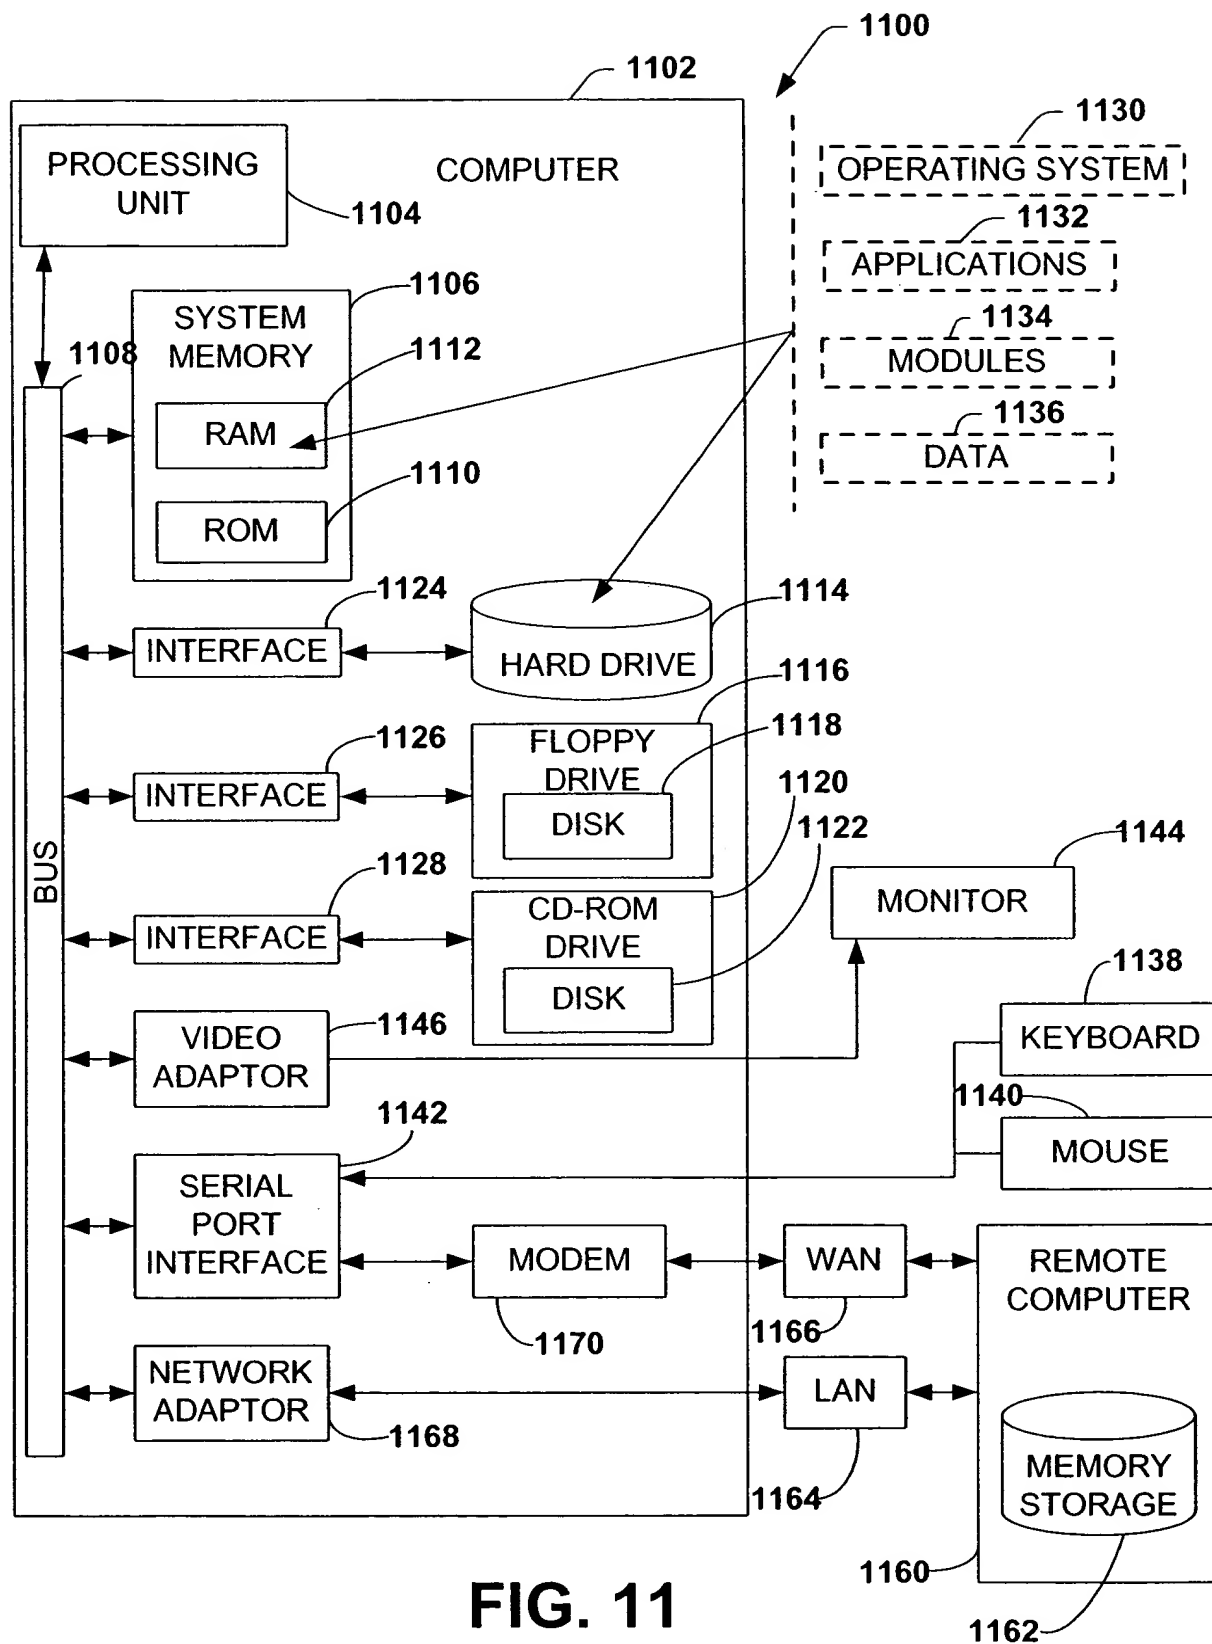 1100
1102
1130
PROCESSING
UNIT
COMPUTER
OPERATING SYSTEM
1104
1132
APPLICATIONS
1106
SYSTEM
MEMORY
1134
1108
1112
MODULES
RAM
1136
DATA
1110
ROM
1124
1114
INTERFACE
HARD DRIVE
1116
1126
1118
FLOPPY
DRIVE
INTERFACE
1120
DISK
1122
1144
BUS
1128
MONITOR
CD-ROM
DRIVE
INTERFACE
1138
DISK
1146
VIDEO
ADAPTOR
KEYBOARD
1140
1142
MOUSE
SERIAL
PORT
INTERFACE
MODEM
WAN
REMOTE
COMPUTER
1170
1166
NETWORK
ADAPTOR
LAN
1168
MEMORY
STORAGE
1164
1160
1162
FIG. 11